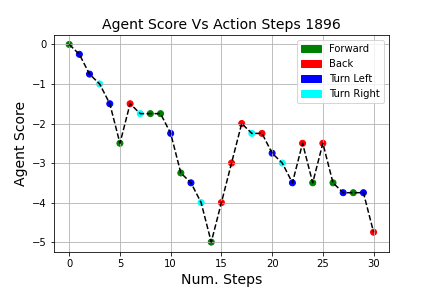 Agent Score Vs Action Steps 1896
Forward
Back
Turn Left
Turn Right
Agent Score
0
−1
−2
−3
−4
−5
0
5
10
15
20
25
30
Num. Steps